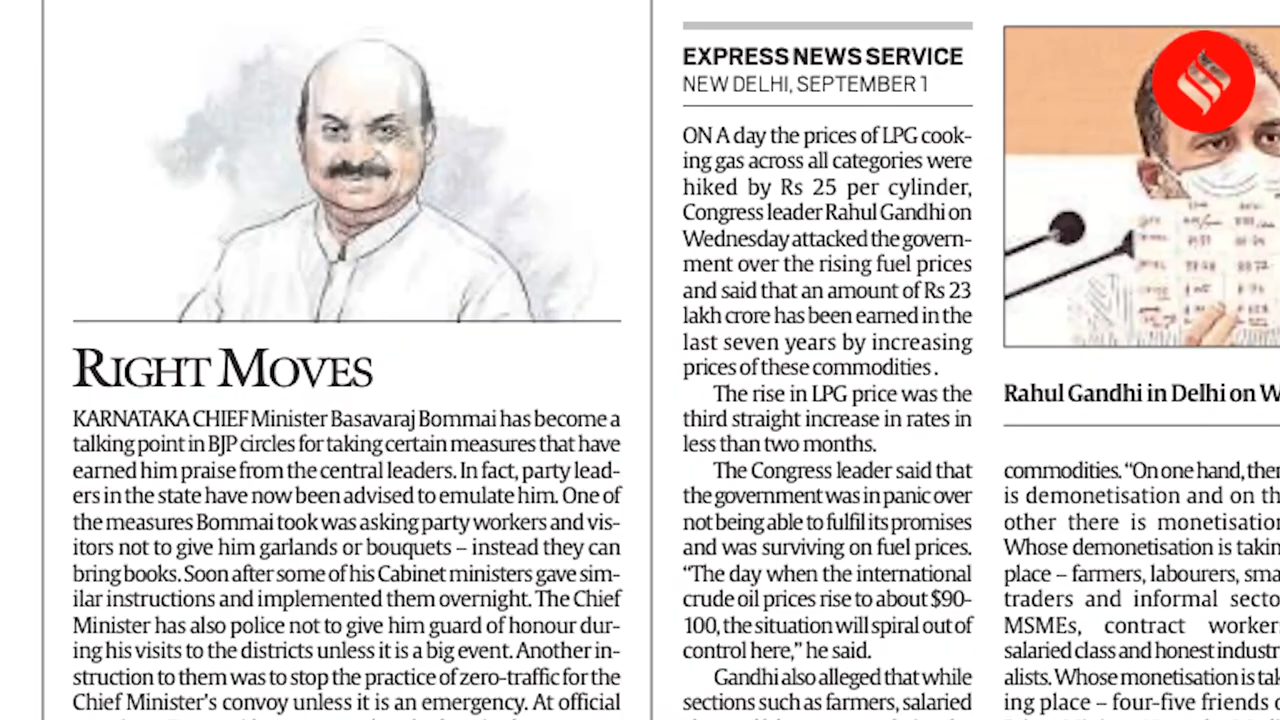 RIGHT MOVES
KARNATAKA CHIEF Minister Basavaraj Bommai has become a
talking point in BJP circles for taking certain measures that have
earned him praise from the central leaders. In fact, party lead-
ers in the state have now been advised to emulate him. One of
the measures Bommai took was asking party workers and vis-
itors not to give him garlands or bouquets – instead they can
bring books. Soon after some of his Cabinet ministers gave sim-
ilar instructions and implemented them overnight. The Chief
Minister has also police not to give him guard of honour dur-
ing his visits to the districts unless it is a big event. Another in-
struction to them was to stop the practice of zero-traffic for the
Chief Minister's convoy unless it is an emergency. At official
EXPRESS NEWS SERVICE
NEW DELHI, SEPTEMBER 1
ON A day the prices of LPG cook-
ing gas across all categories were
hiked by Rs 25 per cylinder,
Congress leader Rahul Gandhi on
Wednesday attacked the govern-
ment over the rising fuel prices
and said that an amount of Rs 23
lakh crore has been earned in the
last seven years by increasing
prices of these commodities.
The rise in LPG price was the
third straight increase in rates in
less than two months.
The Congress leader said that
the government was in panic over
not being able to fulfil its promises
and was surviving on fuel prices.
“The day when the international
crude oil prices rise to about $90-
100, the situation will spiral out of
control here,” he said.
Gandhi also alleged that while
sections such as farmers, salaried
Rahul Gandhi in Delhi on W
commodities. “On one hand, ther
is demonetisation and on th
other there is monetisation
Whose demonetisation is takin
place – farmers, labourers, sma
traders and informal secto
MSMEs, contract workers
salaried class and honest industr
alists. Whose monetisation is tak
ing place – four-five friends o